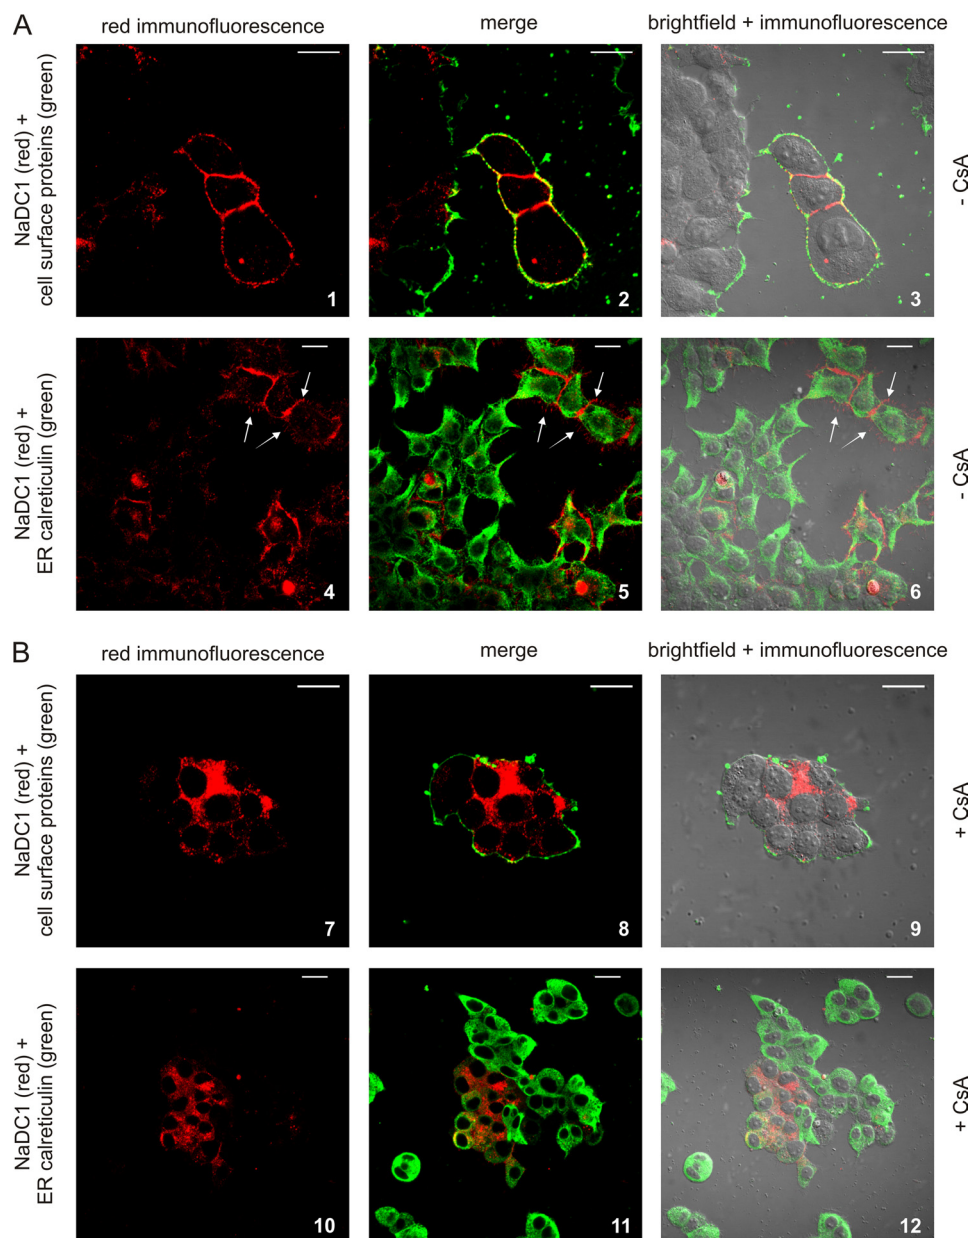 A
red immunofluorescence
merge
brightfield + immunofluorescence
NaDC1 (red) +
cell surface proteins (green)
1
2
3
- CsA
NaDC1 (red) +
ER calreticulin (green)
4
5
6
- CsA
B
red immunofluorescence
merge
brightfield + immunofluorescence
NaDC1 (red) +
cell surface proteins (green)
7
8
9
+ CsA
NaDC1 (red) +
ER calreticulin (green)
10
11
12
+ CsA